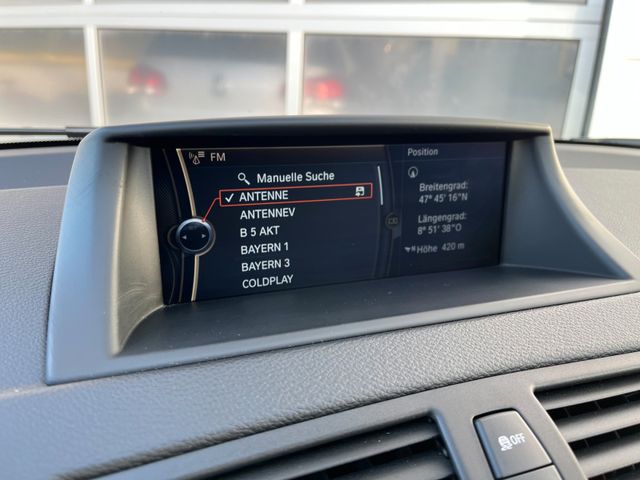 FM
Manuelle Suche
✓ ANTENNE
ANTENNEV
B 5 AKT
BAYERN 1
BAYERN 3
COLDPLAY
Position
Breitengrad:
47° 45' 16"N
Längengrad:
8° 51' 38"O
Höhe 420 m
OFF